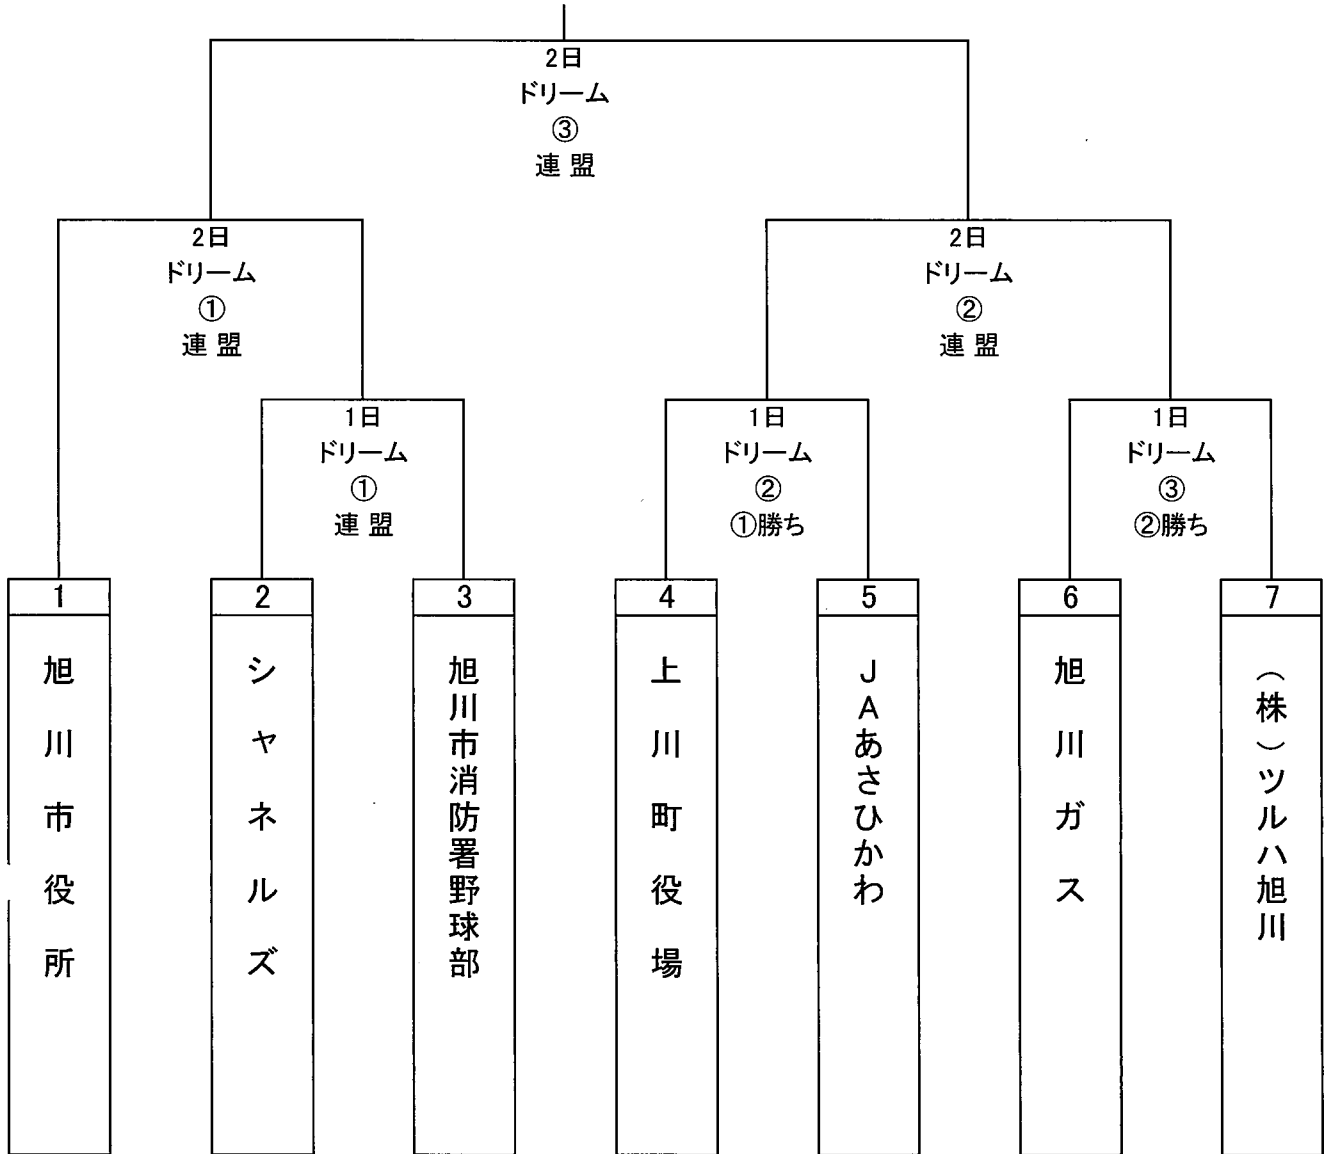 2日
ドリーム
③
連 盟
2日
ドリーム
①
連 盟
2日
ドリーム
②
連 盟
1日
ドリーム
①
連 盟
1日
ドリーム
②
①勝ち
1日
ドリーム
③
②勝ち
1
旭川市役所
2
シャネルズ
3
旭川市消防署野球部
4
上川町役場
5
JAあさひかわ
6
旭川ガス
7
（株）ツルハ旭川